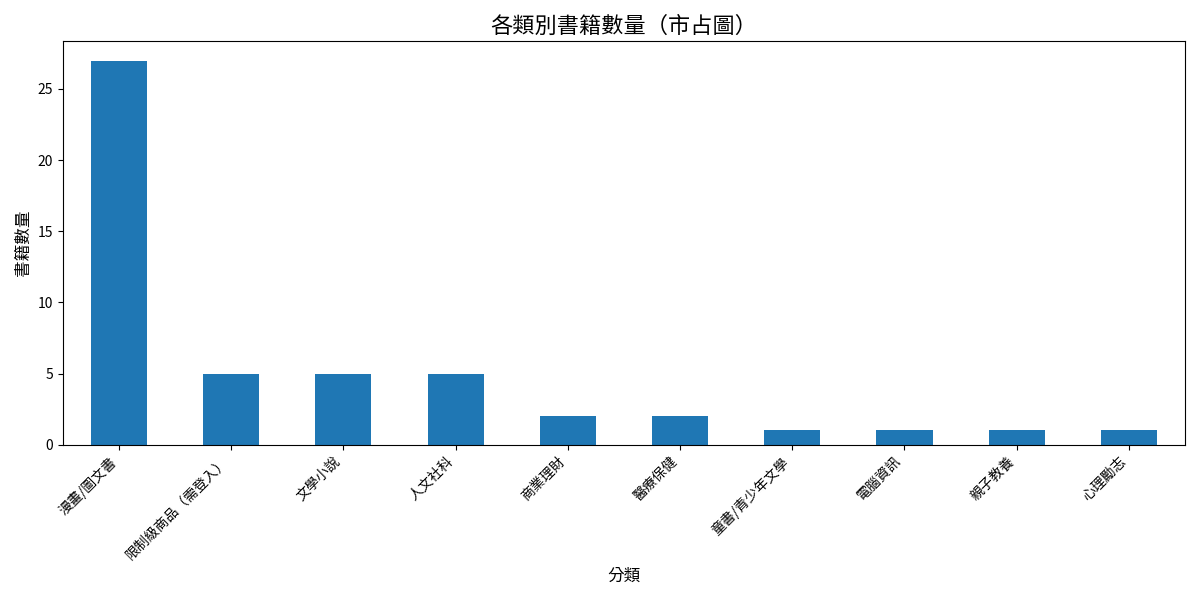 各類別書籍數量（市占圖）
書籍數量
25
20
15
10
5
0
漫畫/圖文書
限制級商品（需登入）
文學小說
人文社科
商業理財
醫療保健
童書/青少年文學
電腦資訊
親子教養
心理勵志
分類